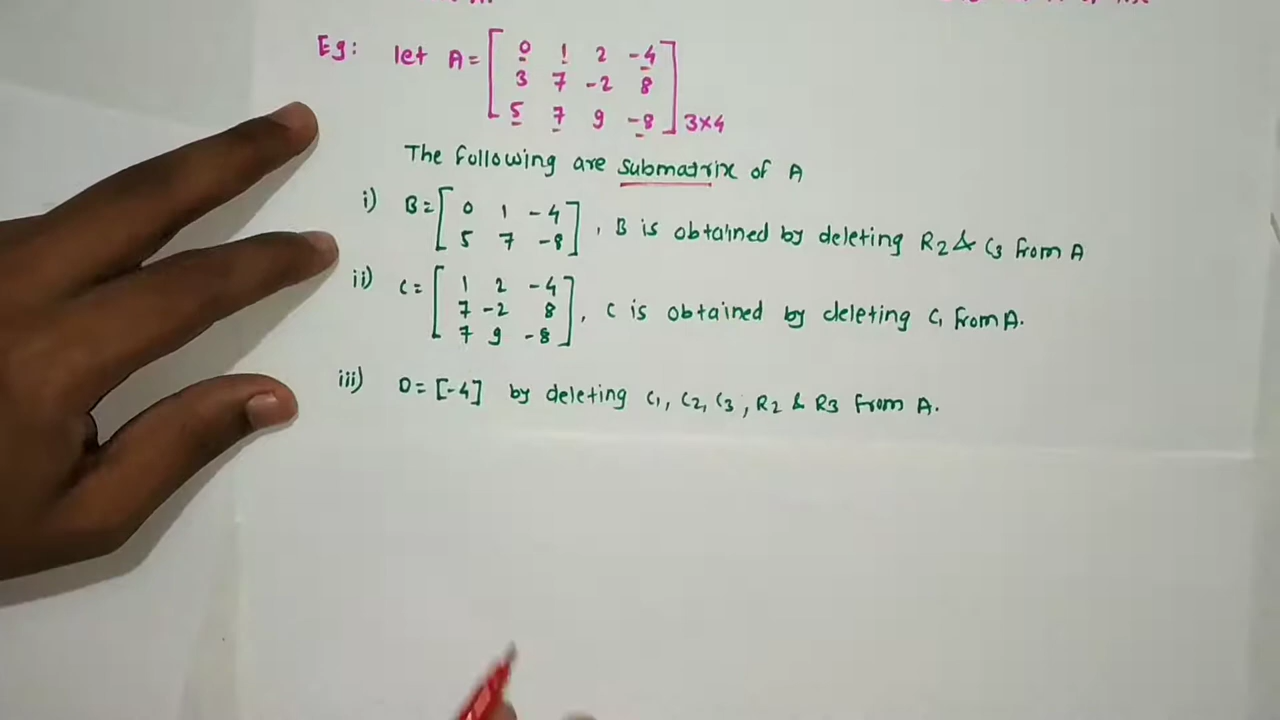 Eg: let A = [ 0 1 2 -4
3 7 -2 8
5 7 9 -8 ] 3x4
The following are submatrix of A
i) B = [ 0 1 -4
5 7 -8 ] , B is obtained by deleting R2 & C3 from A
ii) C = [ 1 2 -4
7 -2 8
7 9 -8 ] , C is obtained by deleting C1 from A.
iii) D = [-4] by deleting C1, C2, C3, R2 & R3 from A.